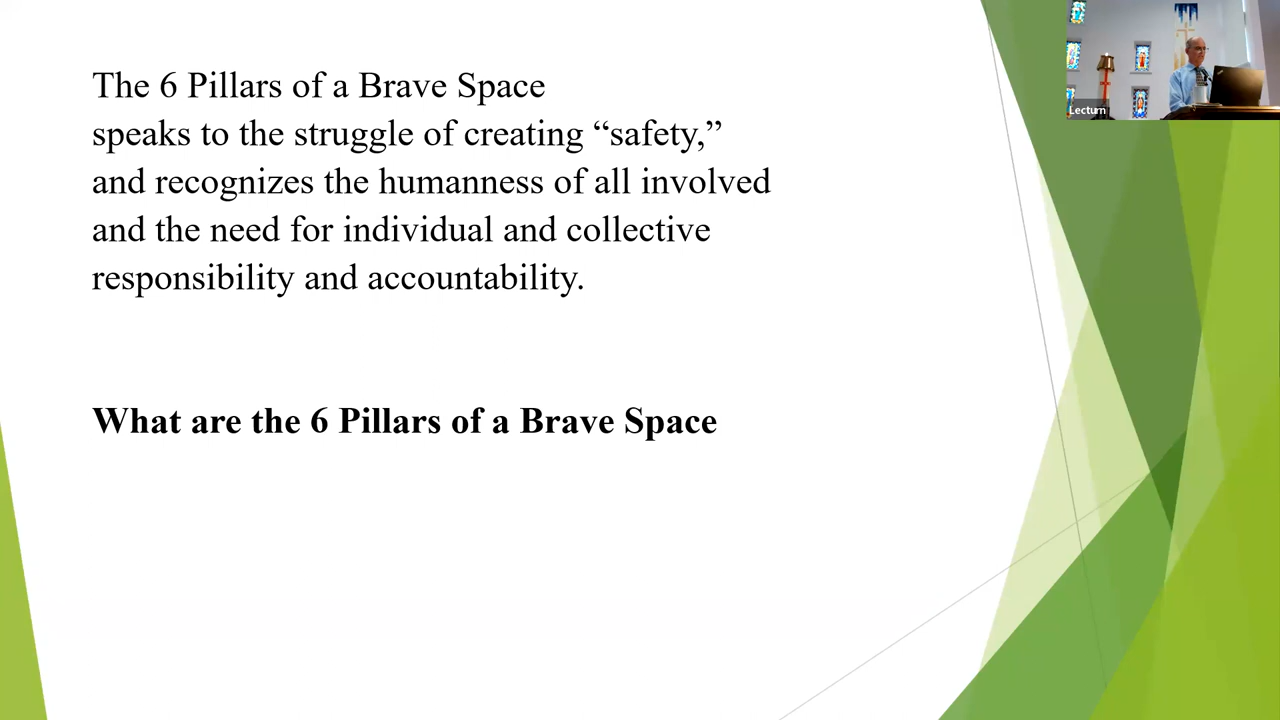 The 6 Pillars of a Brave Space
speaks to the struggle of creating “safety,”
and recognizes the humanness of all involved
and the need for individual and collective
responsibility and accountability.
What are the 6 Pillars of a Brave Space
Lectum